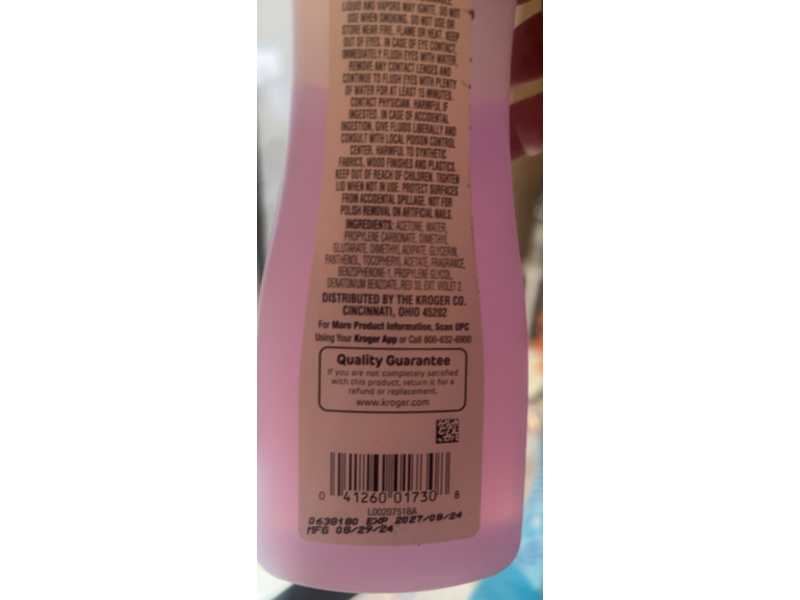 LIQUID AND VAPORS MAY IGNITE. DO NOT
USE WHEN SMOKING. DO NOT USE OR
STORE NEAR FIRE, FLAME OR HEAT. KEEP
OUT OF EYES. IN CASE OF EYE CONTACT,
IMMEDIATELY FLUSH EYES WITH WATER,
REMOVE ANY CONTACT LENSES AND
CONTINUE TO FLUSH EYES WITH PLENTY
OF WATER FOR AT LEAST 15 MINUTES.
CONTACT PHYSICIAN. HARMFUL IF
INGESTED. IN CASE OF ACCIDENTAL
INGESTION, GIVE FLUIDS LIBERALLY AND
CONSULT WITH LOCAL POISON CONTROL
CENTER. HARMFUL TO SYNTHETIC
FABRICS, WOOD FINISHES AND PLASTICS.
KEEP OUT OF REACH OF CHILDREN. TIGHTEN
LID WHEN NOT IN USE. PROTECT SURFACES
FROM ACCIDENTAL SPILLAGE. NOT FOR
POLISH REMOVAL ON ARTIFICIAL NAILS.
INGREDIENTS: ACETONE, WATER,
PROPYLENE CARBONATE, DIMETHYL
GLUTARATE, DIMETHYL ADIPATE, GLYCERIN,
PANTHENOL, TOCOPHERYL ACETATE, FRAGRANCE,
BENZOPHENONE-1, PROPYLENE GLYCOL,
DENATONIUM BENZOATE, RED 33, EXT. VIOLET 2
DISTRIBUTED BY THE KROGER CO.
CINCINNATI, OHIO 45202
For More Product Information, Scan UPC
Using Your Kroger App or Call 800-632-6900
Quality Guarantee
If you are not completely satisfied
with this product, return it for a
refund or replacement.
www.kroger.com
0 41260 01730 8
L0020751BA
0638180 EXP 2027/08/24
MFG 08/29/24